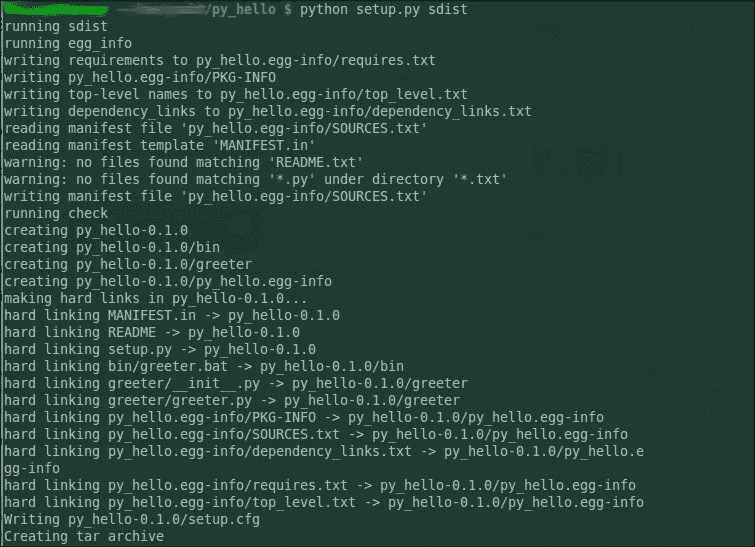 /py_hello $ python setup.py sdist
running sdist
running egg_info
writing requirements to py_hello.egg-info/requires.txt
writing py_hello.egg-info/PKG-INFO
writing top-level names to py_hello.egg-info/top_level.txt
writing dependency_links to py_hello.egg-info/dependency_links.txt
reading manifest file 'py_hello.egg-info/SOURCES.txt'
reading manifest template 'MANIFEST.in'
warning: no files found matching 'README.txt'
warning: no files found matching '*.py' under directory '*.txt'
writing manifest file 'py_hello.egg-info/SOURCES.txt'
running check
creating py_hello-0.1.0
creating py_hello-0.1.0/bin
creating py_hello-0.1.0/greeter
creating py_hello-0.1.0/py_hello.egg-info
making hard links in py_hello-0.1.0...
hard linking MANIFEST.in -> py_hello-0.1.0
hard linking README -> py_hello-0.1.0
hard linking setup.py -> py_hello-0.1.0
hard linking bin/greeter.bat -> py_hello-0.1.0/bin
hard linking greeter/__init__.py -> py_hello-0.1.0/greeter
hard linking greeter/greeter.py -> py_hello-0.1.0/greeter
hard linking py_hello.egg-info/PKG-INFO -> py_hello-0.1.0/py_hello.egg-info
hard linking py_hello.egg-info/SOURCES.txt -> py_hello-0.1.0/py_hello.egg-info
hard linking py_hello.egg-info/dependency_links.txt -> py_hello-0.1.0/py_hello.e
gg-info
hard linking py_hello.egg-info/requires.txt -> py_hello-0.1.0/py_hello.egg-info
hard linking py_hello.egg-info/top_level.txt -> py_hello-0.1.0/py_hello.egg-info
Writing py_hello-0.1.0/setup.cfg
Creating tar archive